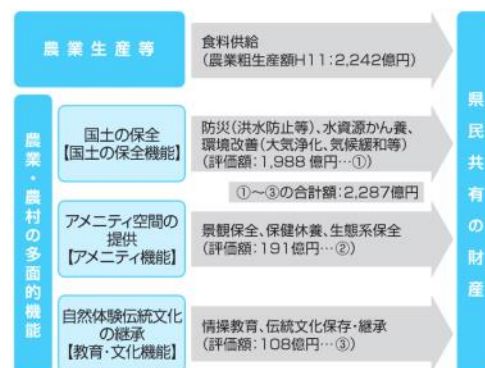 農業生産等
食料供給
（農業粗生産額H11：2,242億円）
農業・農村の多面的機能
国土の保全
【国土の保全機能】
防災（洪水防止等）、水資源かん養、
環境改善（大気浄化、気候緩和等）
（評価額：1,988 億円…①）
①～③の合計額：2,287億円
アメニティ空間の
提供
【アメニティ機能】
景観保全、保健休養、生態系保全
（評価額：191億円…②）
自然体験伝統文化
の継承
【教育・文化機能】
情操教育、伝統文化保存・継承
（評価額：108億円…③）
県民共有の財産